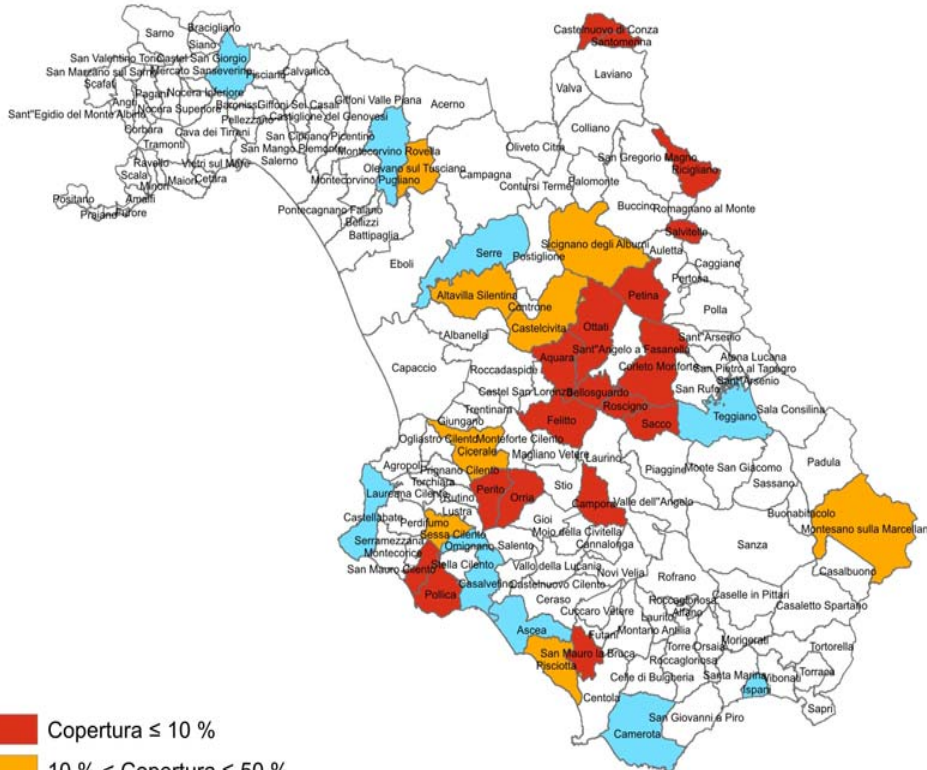 Castelnuovo di Conza
Santomenna
Sarno
Bracigliano
Siano
Laviano
Valva
San Valentino Torio
Castel San Giorgio
San Marzano sul Sarno
Mercato Sanseverino
Fisciano
Calvanico
Scafati
Pagani
Nocera Inferiore
Angri
Nocera Superiore
Baronissi
Giffoni Sei Casali
Giffoni Valle Piana
Acerno
Sant"Egidio del Monte Albino
Pellezzano
Castiglione del Genovesi
Corbara
Cava dei Tirreni
San Cipriano Picentino
Colliano
Tramonti
San Mango Piemonte
Montecorvino Rovella
Oliveto Citra
Ravello
Vietri sul Mare
Salerno
San Gregorio Magno
Scala
Olevano sul Tusciano
Campagna
Ricigliano
Minori
Maiori
Cetara
Montecorvino Pugliano
Contursi Terme
Palomonte
Positano
Amalfi
Praiano
Furore
Pontecagnano Faiano
Buccino
Romagnano al Monte
Bellizzi
Battipaglia
Salvitelle
Sicignano degli Alburni
Auletta
Serre
Postiglione
Eboli
Caggiane
Pertosa
Altavilla Silentina
Petina
Controne
Polla
Castelcivita
Ottati
Albanella
Sant"Arsenio
Sant"Angelo a Fasanella
Aquara
Atena Lucana
Capaccio
Roccadaspide
Corleto Monforte
San Pietro al Tanagro
Sant"Arsenio
San Rufo
Castel San Lorenzo
Bellosguardo
Trentinara
Roscigno
Teggiano
Sala Consilina
Giungano
Felitto
Sacco
Ogliastro Cilento
Monteforte Cilento
Cicerale
Magliano Vetere
Laurino
Agropoli
Prignano Cilento
Piaggine
Monte San Giacomo
Padula
Torchiara
Stio
Sassano
Laureana Cilento
Rutino
Perito
Orria
Campora
Valle dell"Angelo
Lustra
Castellabate
Perdifumo
Gioi
Buonabitacolo
Sessa Cilento
Moio della Civitella
Montesano sulla Marcellan
Serramezzana
Omignano
Salento
Cannalonga
Sanza
Montecorice
Stella Cilento
Vallo della Lucania
San Mauro Cilento
Novi Velia
Rofrano
Casalbuono
Casalvelino
Castelnuovo Cilento
Pollica
Ceraso
Caselle in Pittari
Roccagloriosa
Cuccaro Vetere
Alfano
Casaletto Spartano
Laurito
Ascea
Futani
Montano Antilia
Morigerati
San Mauro la Bruca
Torre Orsaia
Tortorella
Pisciotta
Roccagloriosa
Celle di Bulgheria
Santa Marina
Vibonati
Torraca
Ispani
Centola
San Giovanni a Piro
Sapri
Camerota
Copertura ≤ 10 %
10 % < Copertura ≤ 50 %